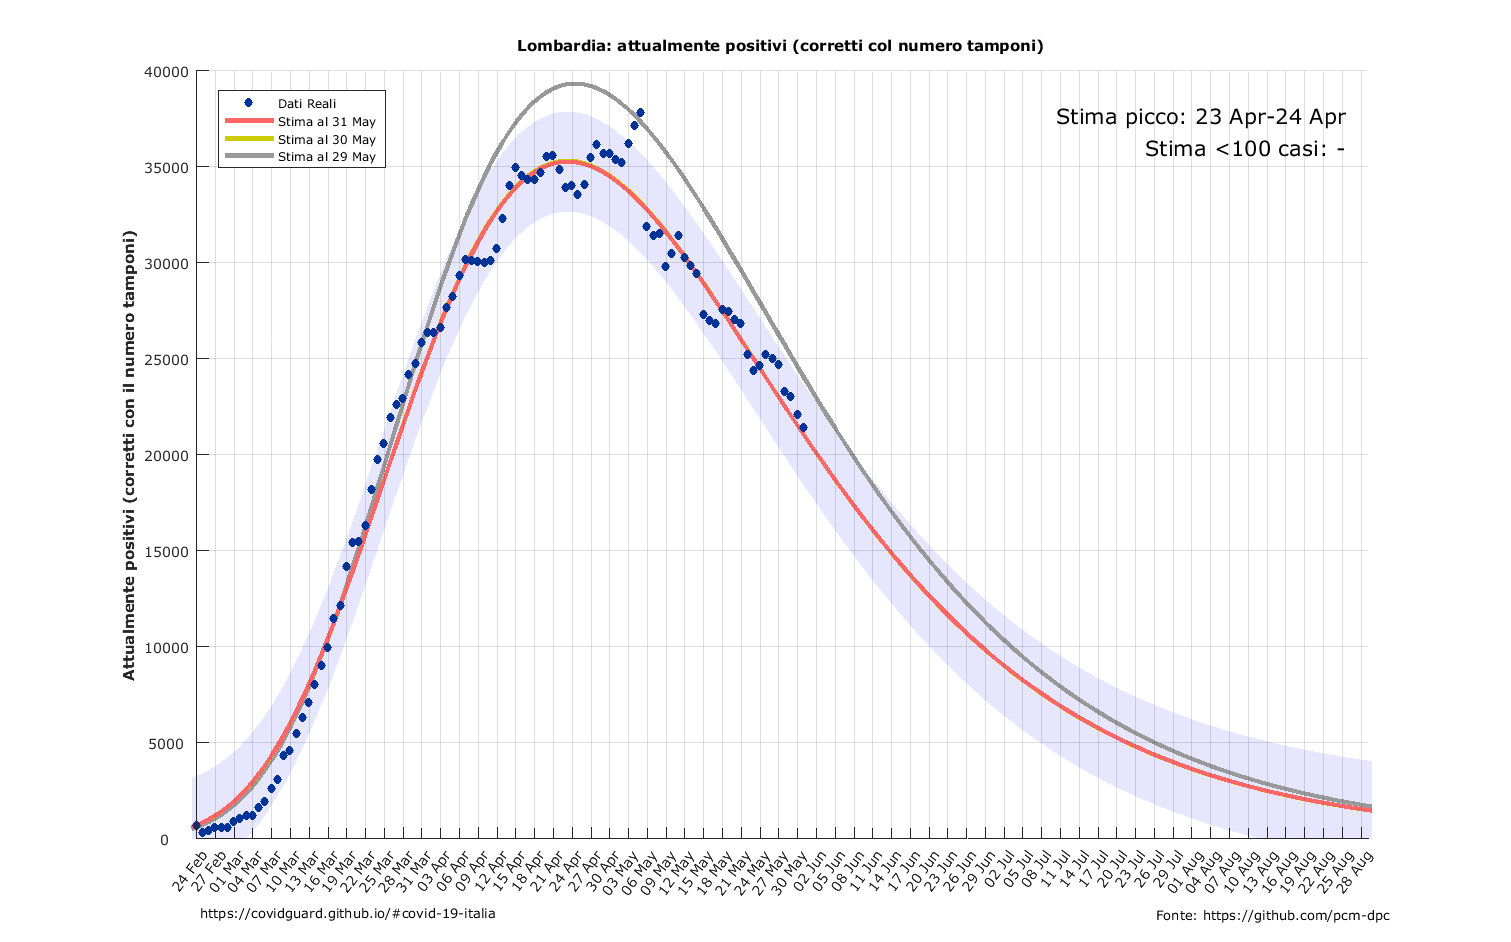 Lombardia: attualmente positivi (corretti col numero tamponi)
Attualmente positivi (corretti con il numero tamponi)
40000
35000
30000
25000
20000
15000
10000
5000
0
Dati Reali
Stima al 31 May
Stima al 30 May
Stima al 29 May
Stima picco: 23 Apr-24 Apr
Stima <100 casi: -
24 Feb
27 Feb
01 Mar
04 Mar
07 Mar
10 Mar
13 Mar
16 Mar
19 Mar
22 Mar
25 Mar
28 Mar
31 Mar
03 Apr
06 Apr
09 Apr
12 Apr
15 Apr
18 Apr
21 Apr
24 Apr
27 Apr
30 Apr
03 May
06 May
09 May
12 May
15 May
18 May
21 May
24 May
27 May
30 May
02 Jun
05 Jun
08 Jun
11 Jun
14 Jun
17 Jun
20 Jun
23 Jun
26 Jun
29 Jun
02 Jul
05 Jul
08 Jul
11 Jul
14 Jul
17 Jul
20 Jul
23 Jul
26 Jul
29 Jul
01 Aug
04 Aug
07 Aug
10 Aug
13 Aug
16 Aug
19 Aug
22 Aug
25 Aug
28 Aug
https://covidguard.github.io/#covid-19-italia
Fonte: https://github.com/pcm-dpc